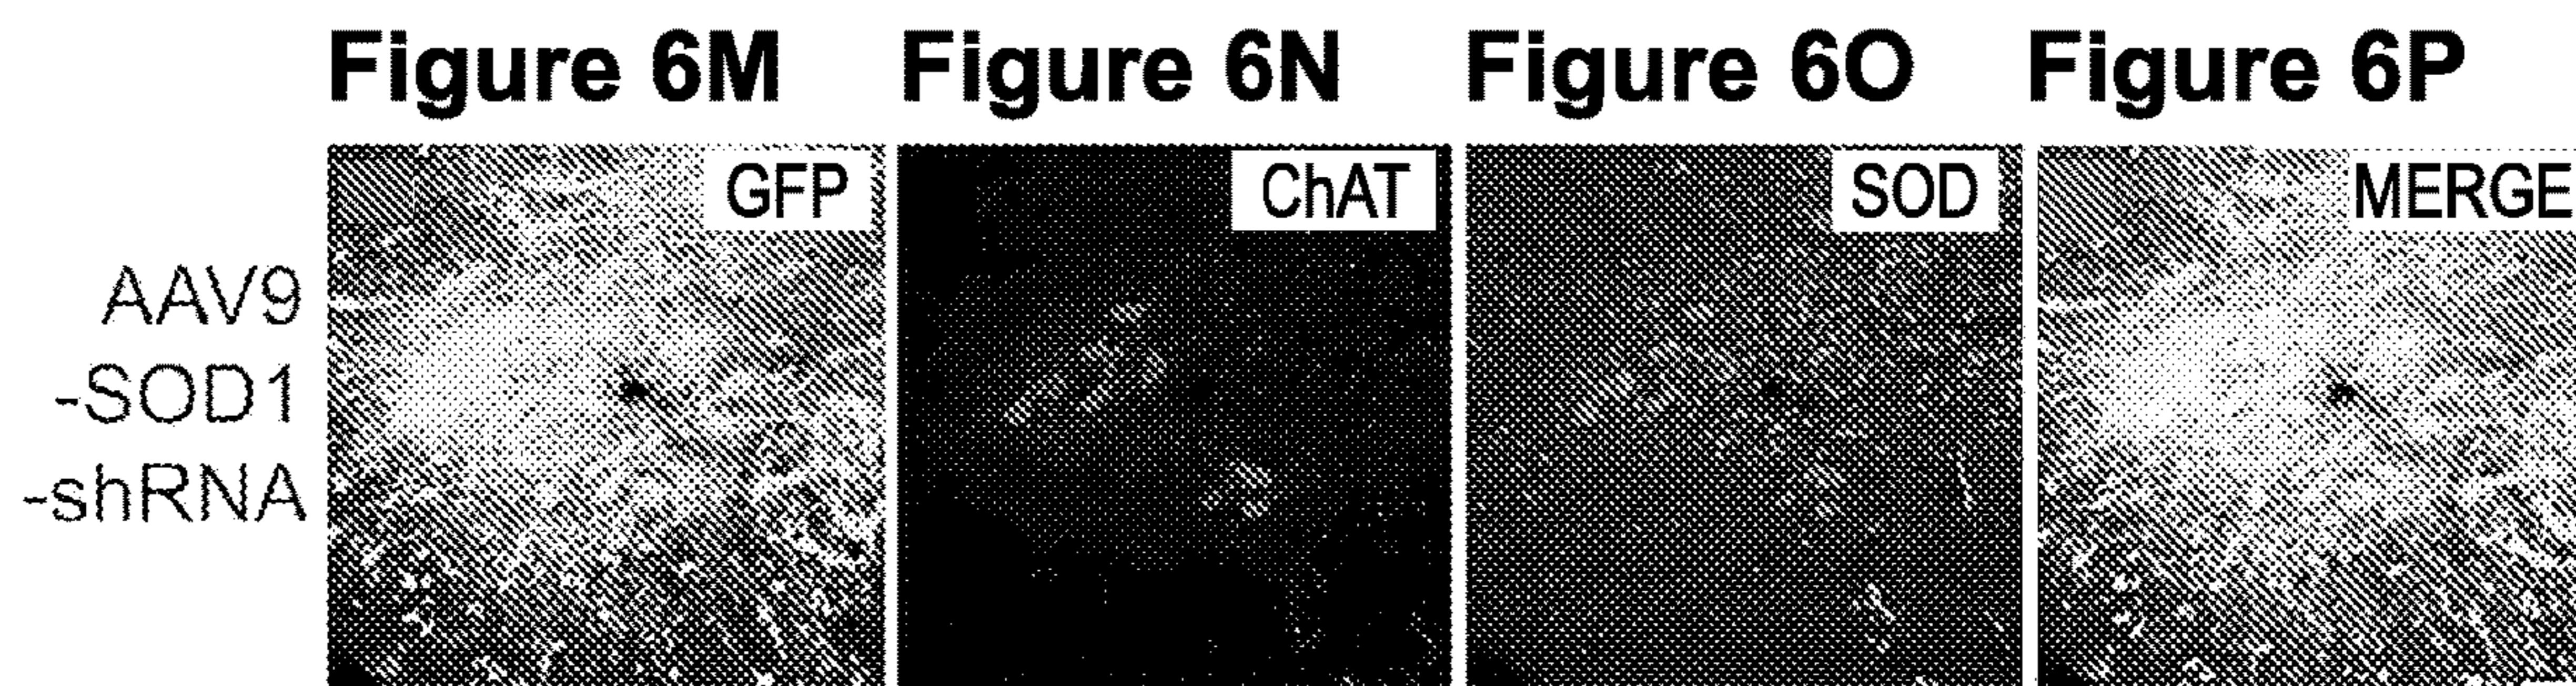 Figure 6M Figure 6N Figure 6O Figure 6P
GFP ChAT SOD MERGE
AAV9
-SOD1
-shRNA